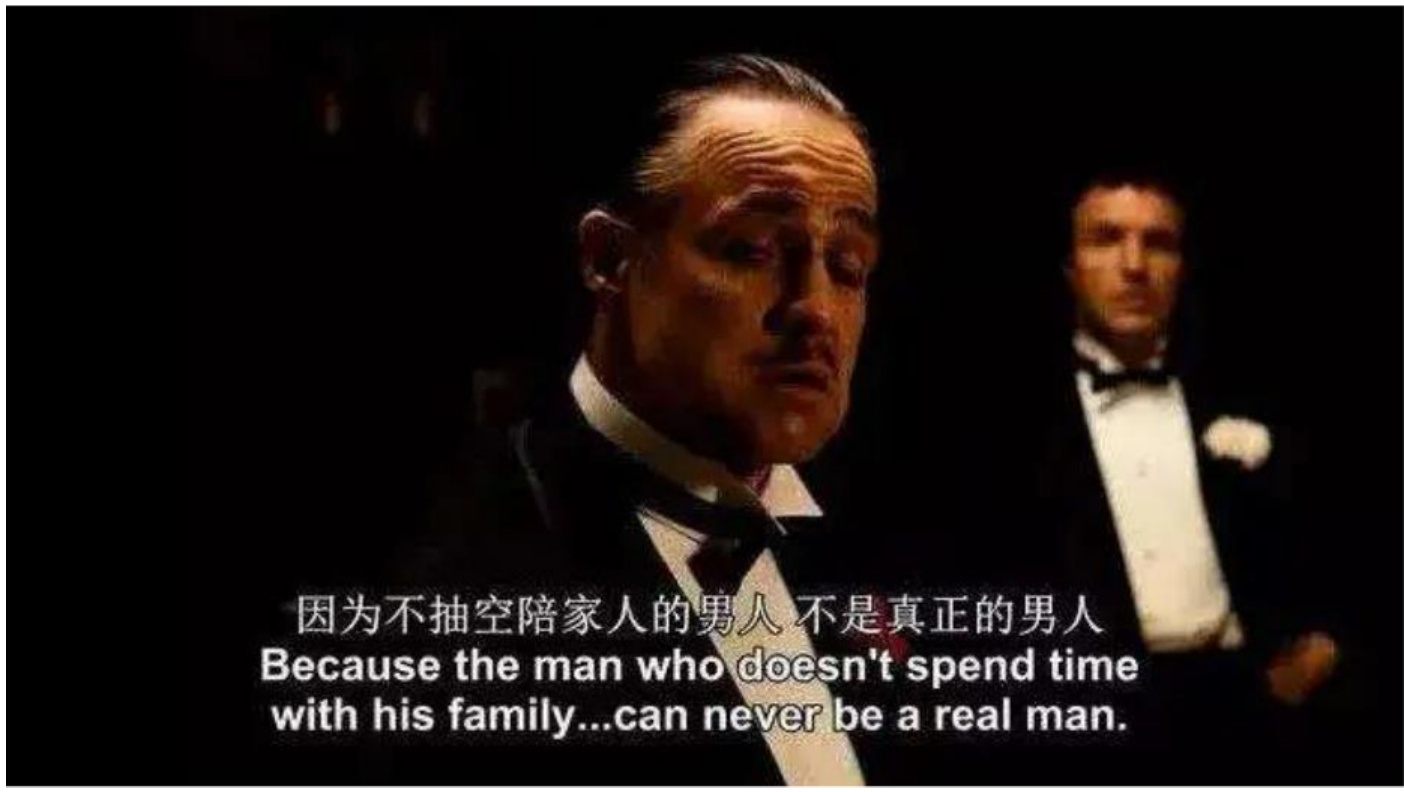 因为不抽空陪家人的男人 不是真正的男人
Because the man who doesn't spend time
with his family...can never be a real man.